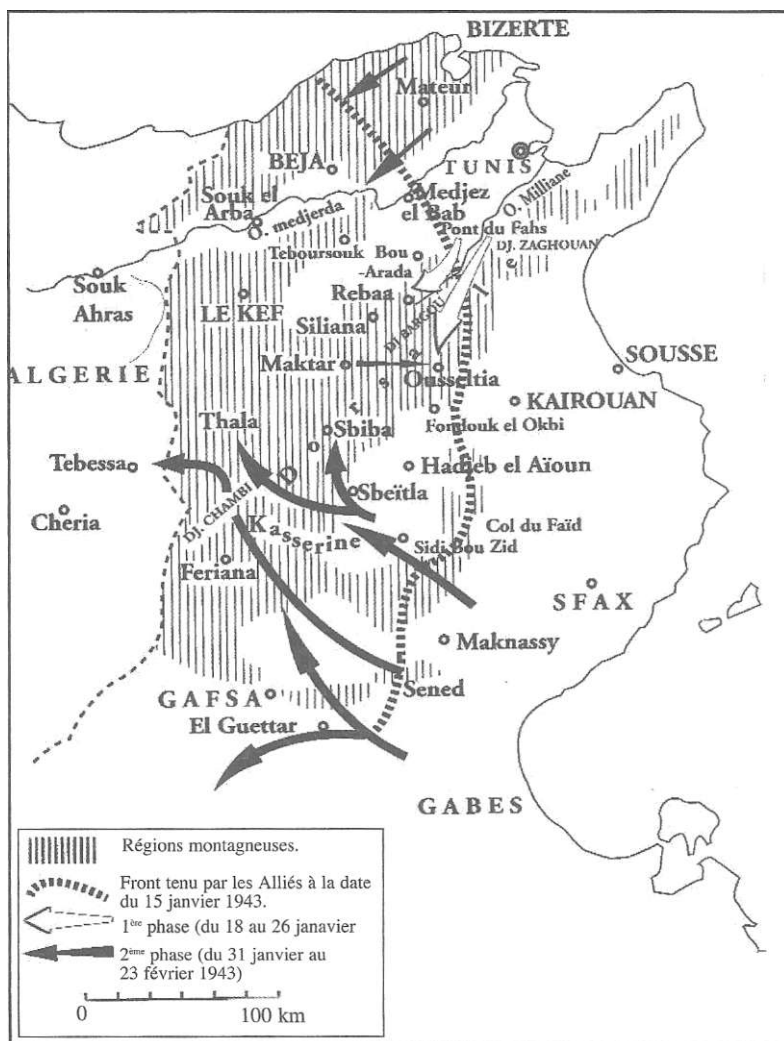 BIZERTE
Mateur
BEJA
TUNIS
Souk el
Arba
O. medjerda
Medjez
el Bab
O. Milliane
Pont du Fahs
DJ. ZAGHOUAN
Teboursouk
Bou
-Arada
Souk
Ahras
LE KEF
Rebaa
Siliana
DJ BARGOU
ALGERIE
Maktar
Ousseltia
SOUSSE
KAIROUAN
Thala
Sbiba
Fondouk el Okbi
Dorsale
Tebessa
Hadjeb el Aïoun
Sbeïtla
Cheria
DJ. CHAMBI
Kasserine
Col du Faïd
Sidi Bou Zid
Feriana
SFAX
Maknassy
Sened
GAFSA
El Guettar
GABES
Régions montagneuses.
Front tenu par les Alliés à la date
du 15 janvier 1943.
1ère phase (du 18 au 26 janavier
2ème phase (du 31 janvier au
23 février 1943)
0 100 km